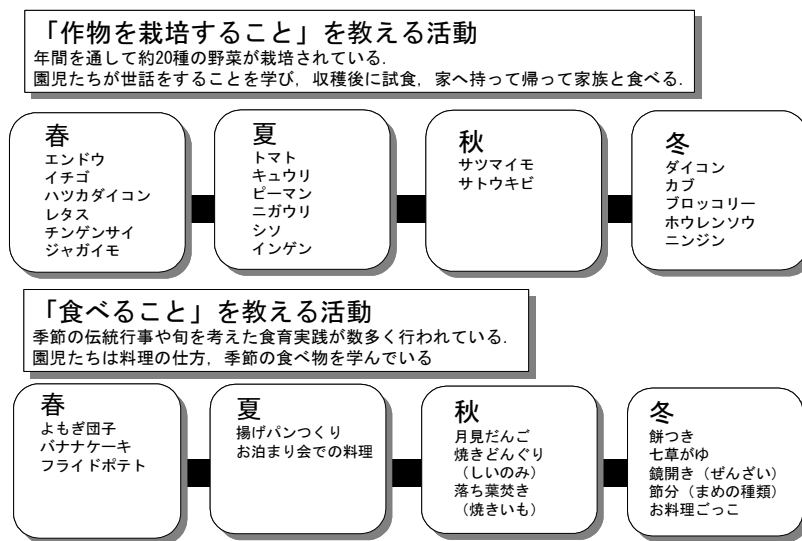 「作物を栽培すること」を教える活動
年間を通して約20種の野菜が栽培されている.
園児たちが世話をすることを学び，収穫後に試食，家へ持って帰って家族と食べる.
春
エンドウ
イチゴ
ハツカダイコン
レタス
チンゲンサイ
ジャガイモ
夏
トマト
キュウリ
ピーマン
ニガウリ
シソ
インゲン
秋
サツマイモ
サトウキビ
冬
ダイコン
カブ
ブロッコリー
ホウレンソウ
ニンジン
「食べること」を教える活動
季節の伝統行事や旬を考えた食育実践が数多く行われている.
園児たちは料理の仕方，季節の食べ物を学んでいる
春
よもぎ団子
バナナケーキ
フライドポテト
夏
揚げパンつくり
お泊まり会での料理
秋
月見だんご
焼きどんぐり
（しいのみ）
落ち葉焚き
（焼きいも）
冬
餅つき
七草がゆ
鏡開き（ぜんざい）
節分（まめの種類）
お料理ごっこ